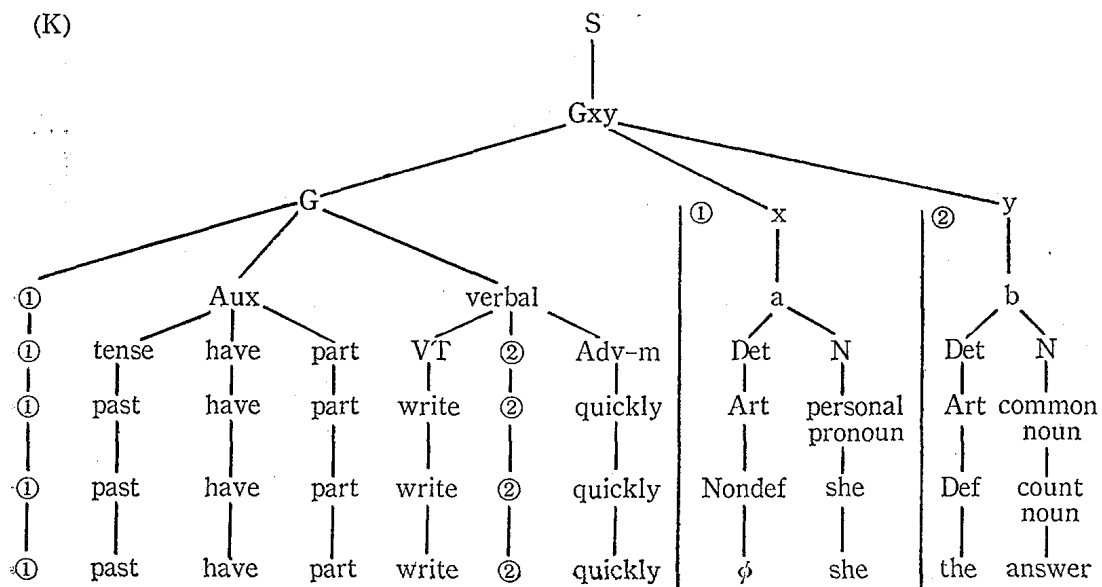 (K) S
Gxy
G ① x ② y
① Aux verbal a b
① tense have part VT ② Adv-m Det N Det N
① past have part write ② quickly Art personal pronoun Art common noun
① past have part write ② quickly Nondef she Def count noun
① past have part write ② quickly ϕ she the answer